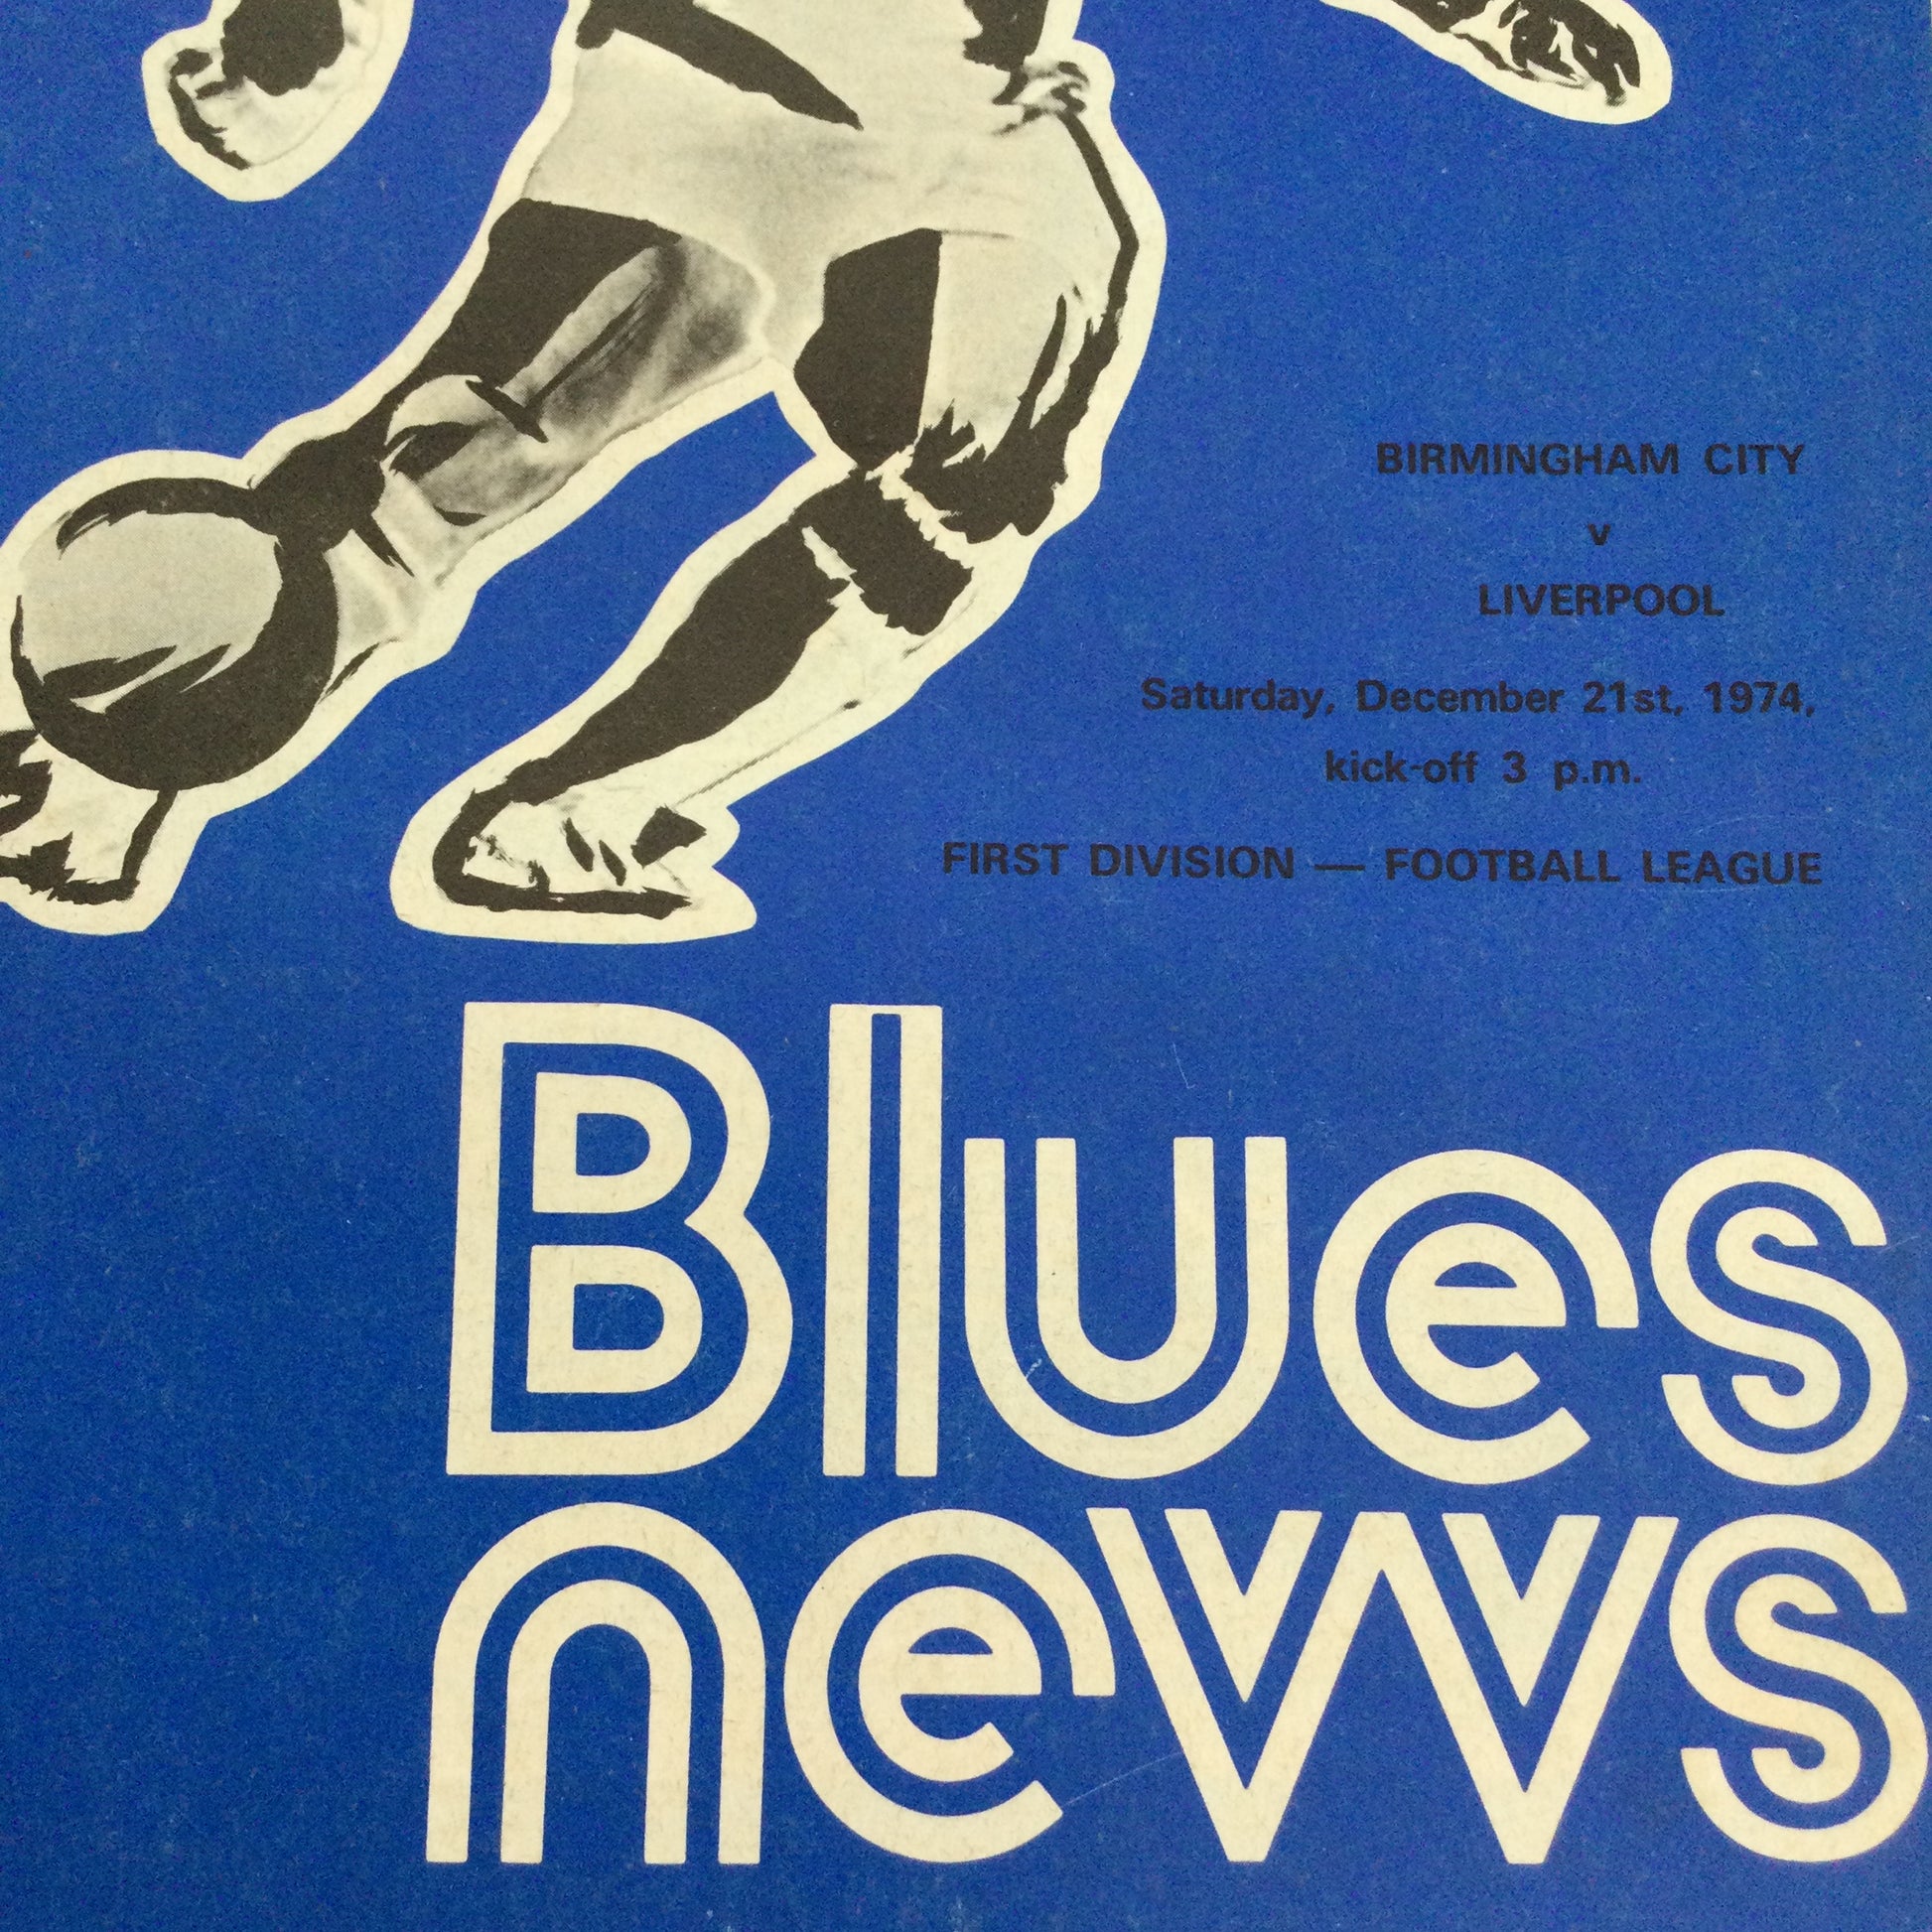 BIRMINGHAM CITY
v
LIVERPOOL
Saturday, December 21st, 1974,
kick-off 3 p.m.
FIRST DIVISION — FOOTBALL LEAGUE
Blues
news